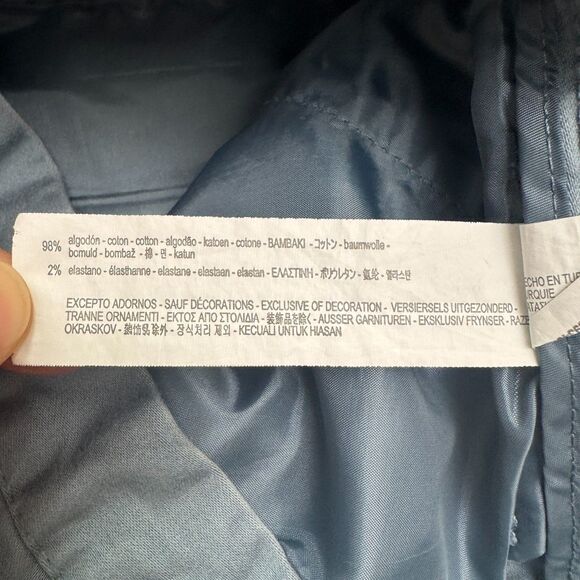 98% algodón - coton - cotton - algodão - katoen - cotone - ΒΑΜΒΑΚΙ - コットン - baumwolle -
bomuld - bombaž - 棉 - 면 - katun
2% elastano - élasthanne - elastane - elastaan - elastan - ΕΛΑΣΤΙΝΗ - ポリウレタン - 氨纶 - 엘라스탄
EXCEPTO ADORNOS - SAUF DÉCORATIONS - EXCLUSIVE OF DECORATION - VERSIERSELS UITGEZONDERD -
TRANNE ORNAMENTI - ΕΚΤΟΣ ΑΠΟ ΣΤΟΛΙΔΙΑ - 装飾品を除く - AUSSER GARNITUREN - EKSKLUSIV FRYNSER - RAZE
OKRASKOV - 装饰物除外 - 장식처리 제외 - KECUALI UNTUK HIASAN
ECHO EN TUR
RQUIE